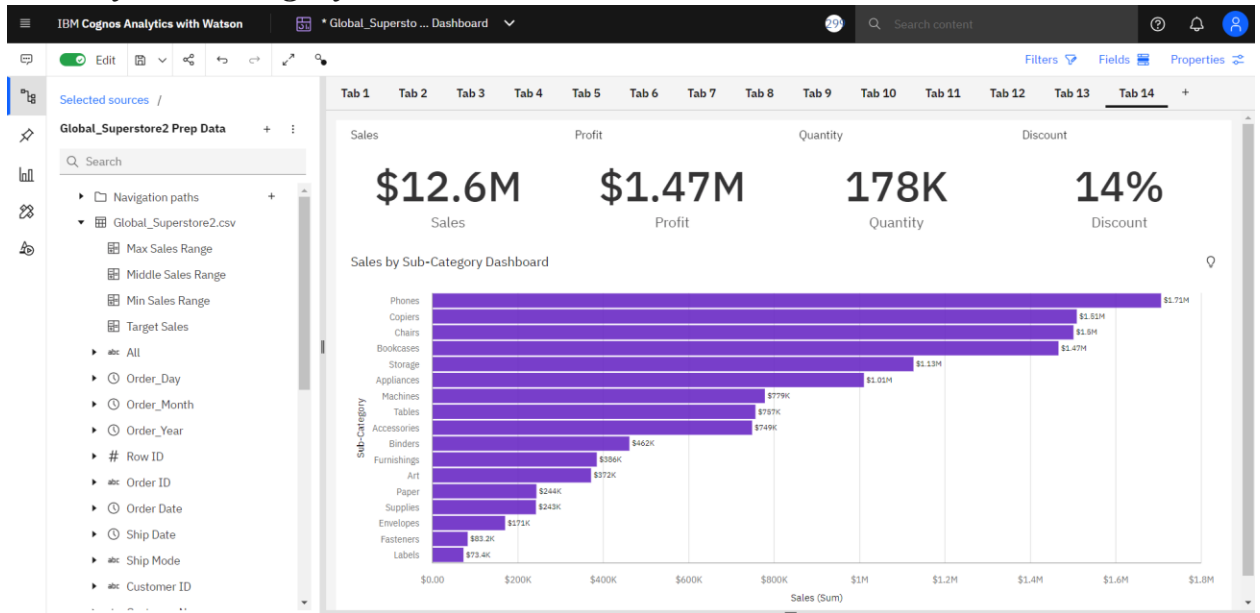 IBM Cognos Analytics with Watson
* Global_Supersto ... Dashboard
Search content
Edit
Filters
Fields
Properties
Selected sources /
Global_Superstore2 Prep Data
Search
Navigation paths
Global_Superstore2.csv
Max Sales Range
Middle Sales Range
Min Sales Range
Target Sales
abc All
Order_Day
Order_Month
Order_Year
# Row ID
abc Order ID
Order Date
Ship Date
abc Ship Mode
abc Customer ID
Tab 1 Tab 2 Tab 3 Tab 4 Tab 5 Tab 6 Tab 7 Tab 8 Tab 9 Tab 10 Tab 11 Tab 12 Tab 13 Tab 14 +
Sales Profit Quantity Discount
$12.6M $1.47M 178K 14%
Sales Profit Quantity Discount
Sales by Sub-Category Dashboard
Sub-Category
Phones $1.71M
Copiers $1.51M
Chairs $1.5M
Bookcases $1.47M
Storage $1.13M
Appliances $1.01M
Machines $779K
Tables $757K
Accessories $749K
Binders $462K
Furnishings $386K
Art $372K
Paper $244K
Supplies $243K
Envelopes $171K
Fasteners $83.2K
Labels $73.4K
$0.00 $200K $400K $600K $800K $1M $1.2M $1.4M $1.6M $1.8M
Sales (Sum)